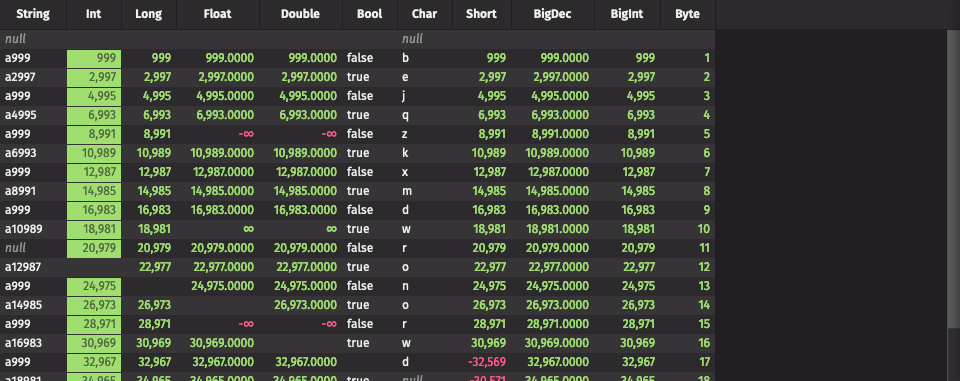 String Int Long Float Double Bool Char Short BigDec BigInt Byte
null null
a999 999 999 999.0000 999.0000 false b 999 999.0000 999 1
a2997 2,997 2,997 2,997.0000 2,997.0000 true e 2,997 2,997.0000 2,997 2
a999 4,995 4,995 4,995.0000 4,995.0000 false j 4,995 4,995.0000 4,995 3
a4995 6,993 6,993 6,993.0000 6,993.0000 true q 6,993 6,993.0000 6,993 4
a999 8,991 8,991 -∞ -∞ false z 8,991 8,991.0000 8,991 5
a6993 10,989 10,989 10,989.0000 10,989.0000 true k 10,989 10,989.0000 10,989 6
a999 12,987 12,987 12,987.0000 12,987.0000 false x 12,987 12,987.0000 12,987 7
a8991 14,985 14,985 14,985.0000 14,985.0000 true m 14,985 14,985.0000 14,985 8
a999 16,983 16,983 16,983.0000 16,983.0000 false d 16,983 16,983.0000 16,983 9
a10989 18,981 18,981 ∞ ∞ true w 18,981 18,981.0000 18,981 10
null 20,979 20,979 20,979.0000 20,979.0000 false r 20,979 20,979.0000 20,979 11
a12987 22,977 22,977.0000 22,977.0000 true o 22,977 22,977.0000 22,977 12
a999 24,975 24,975.0000 24,975.0000 false n 24,975 24,975.0000 24,975 13
a14985 26,973 26,973 26,973.0000 true o 26,973 26,973.0000 26,973 14
a999 28,971 28,971 -∞ -∞ false r 28,971 28,971.0000 28,971 15
a16983 30,969 30,969 30,969.0000 true w 30,969 30,969.0000 30,969 16
a999 32,967 32,967 32,967.0000 32,967.0000 d -32,569 32,967.0000 32,967 17
a18981 34,965 34,965 34,965.0000 34,965.0000 true null -30,571 34,965.0000 34,965 18